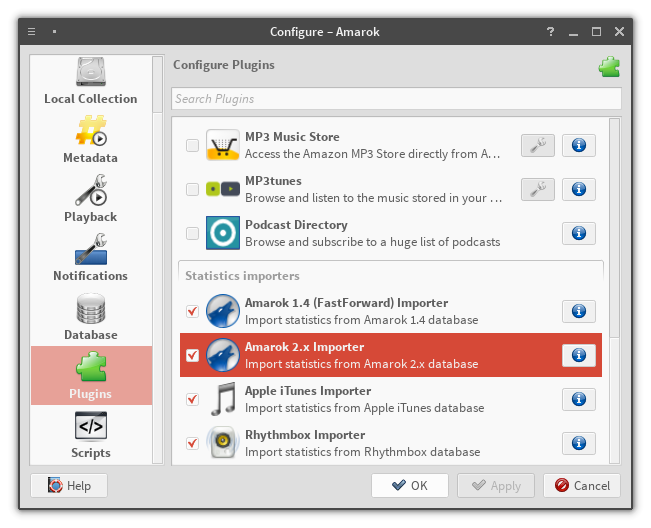 Configure – Amarok
?
Local Collection
Metadata
Playback
Notifications
Database
Plugins
</>
Scripts
Configure Plugins
Search Plugins
MP3 Music Store
Access the Amazon MP3 Store directly from A...
MP3tunes
Browse and listen to the music stored in your ...
Podcast Directory
Browse and subscribe to a huge list of podcasts
Statistics importers
Amarok 1.4 (FastForward) Importer
Import statistics from Amarok 1.4 database
Amarok 2.x Importer
Import statistics from Amarok 2.x database
Apple iTunes Importer
Import statistics from Apple iTunes database
Rhythmbox Importer
Import statistics from Rhythmbox database
Help
OK
Apply
Cancel